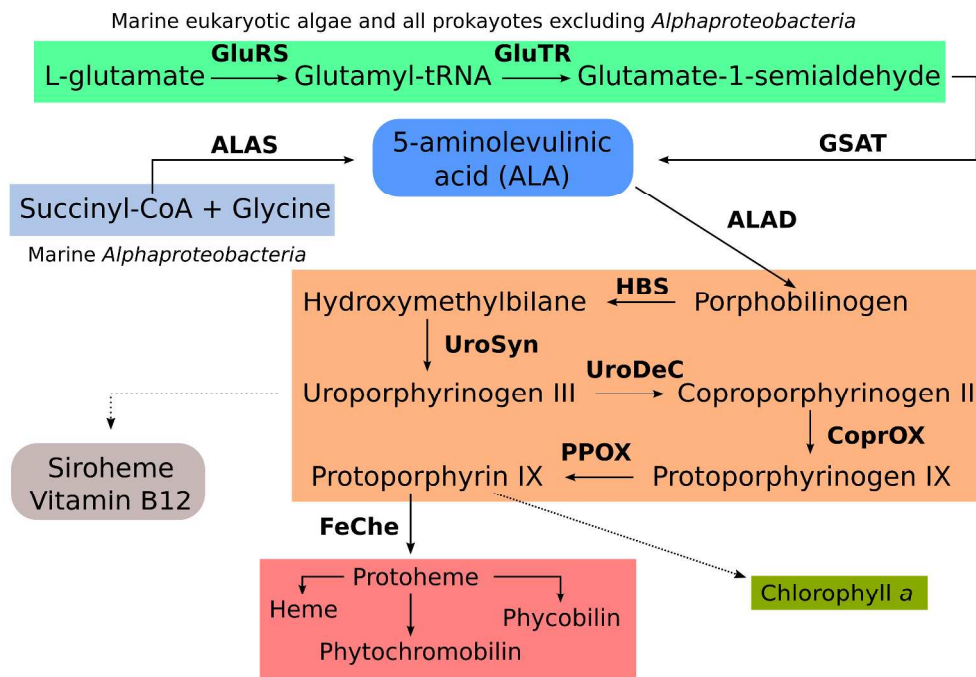 Marine eukaryotic algae and all prokayotes excluding Alphaproteobacteria
GluRS GluTR
L-glutamate Glutamyl-tRNA Glutamate-1-semialdehyde
ALAS
5-aminolevulinic
acid (ALA)
GSAT
Succinyl-CoA + Glycine
Marine Alphaproteobacteria
ALAD
HBS
Hydroxymethylbilane Porphobilinogen
UroSyn
UroDeC
Uroporphyrinogen III Coproporphyrinogen II
CoprOX
Siroheme
Vitamin B12
PPOX
Protoporphyrin IX Protoporphyrinogen IX
FeChe
Protoheme
Heme
Phycobilin
Phytochromobilin
Chlorophyll a